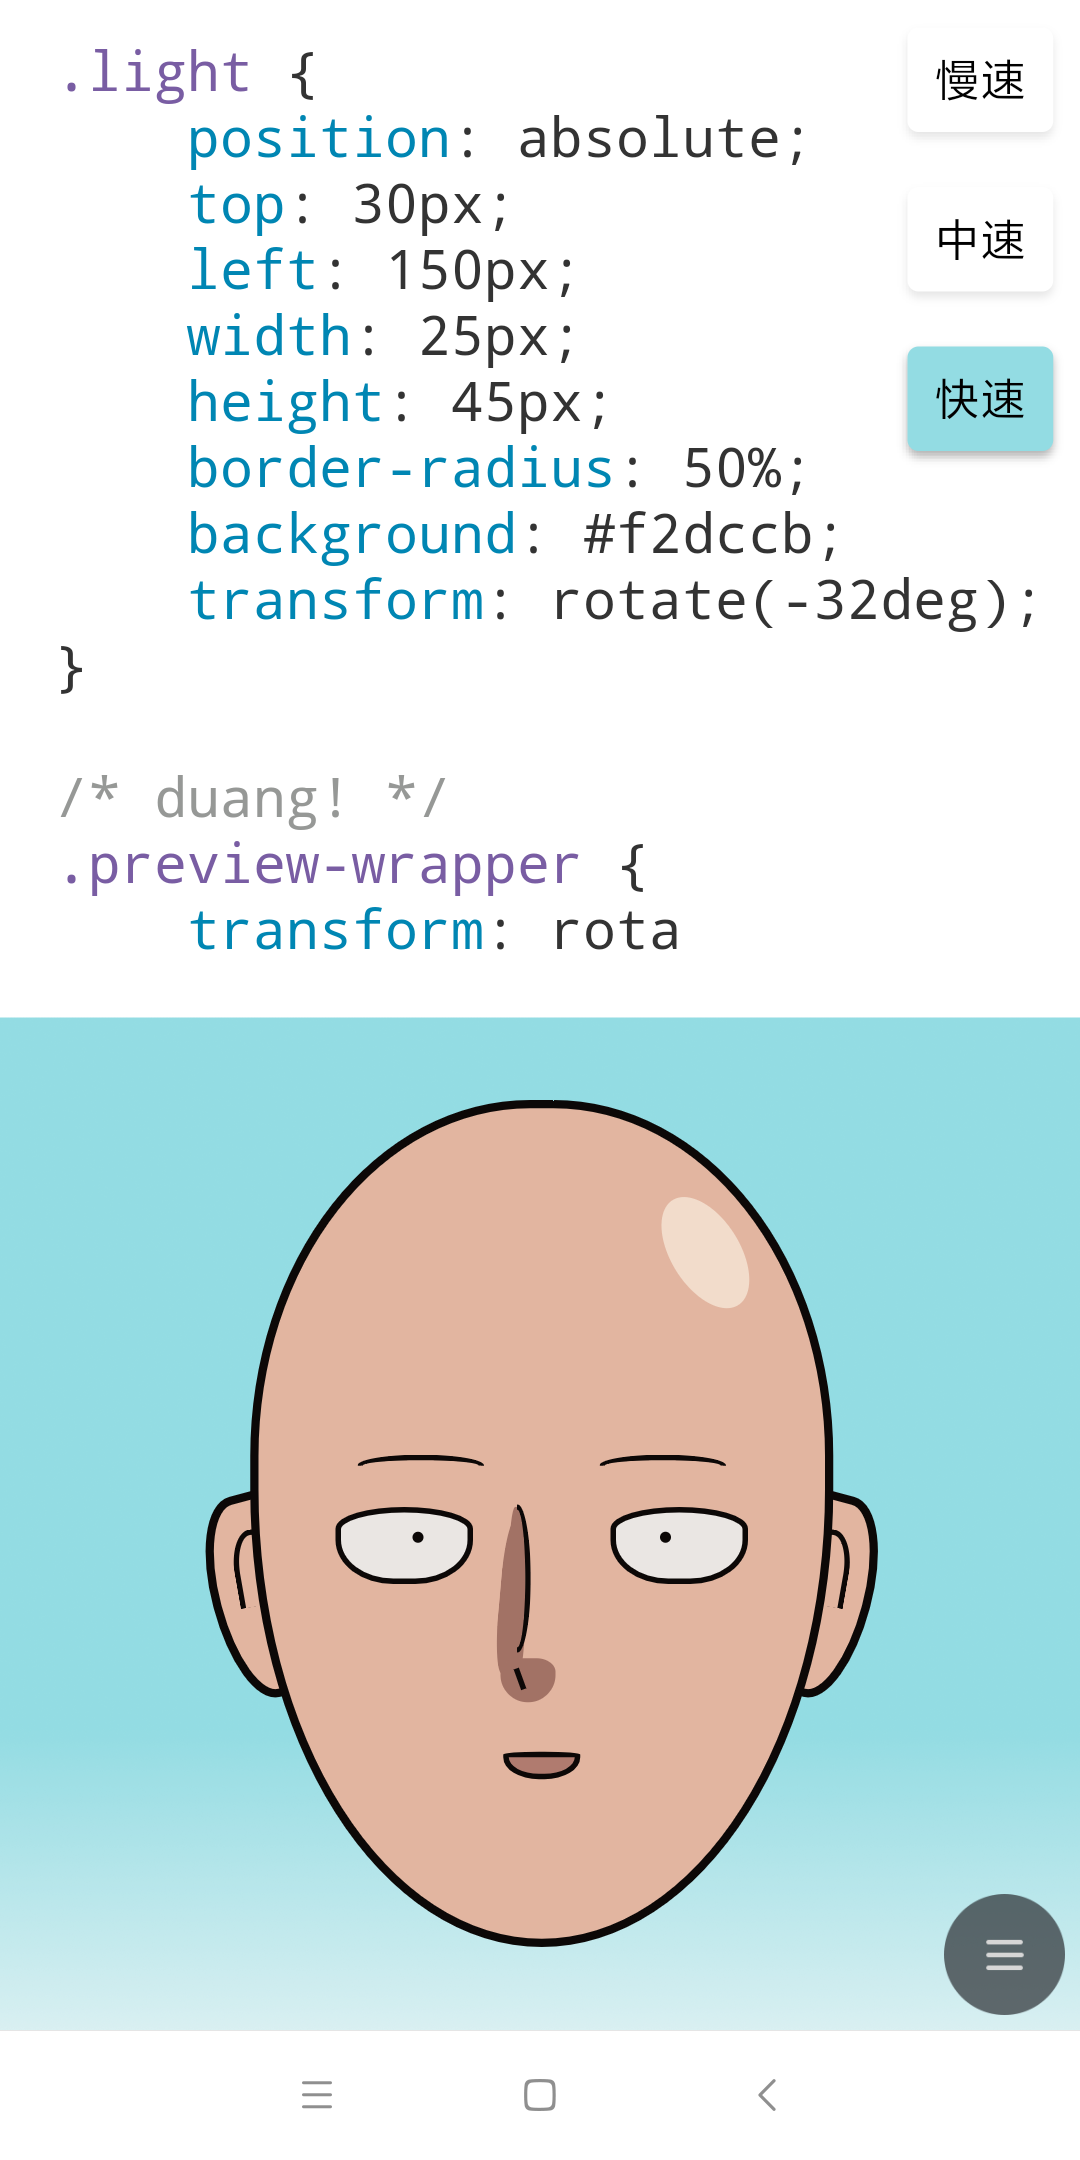 .light {
    position: absolute;
    top: 30px;
    left: 150px;
    width: 25px;
    height: 45px;
    border-radius: 50%;
    background: #f2dccb;
    transform: rotate(-32deg);
}

/* duang! */
.preview-wrapper {
    transform: rota
慢速
中速
快速